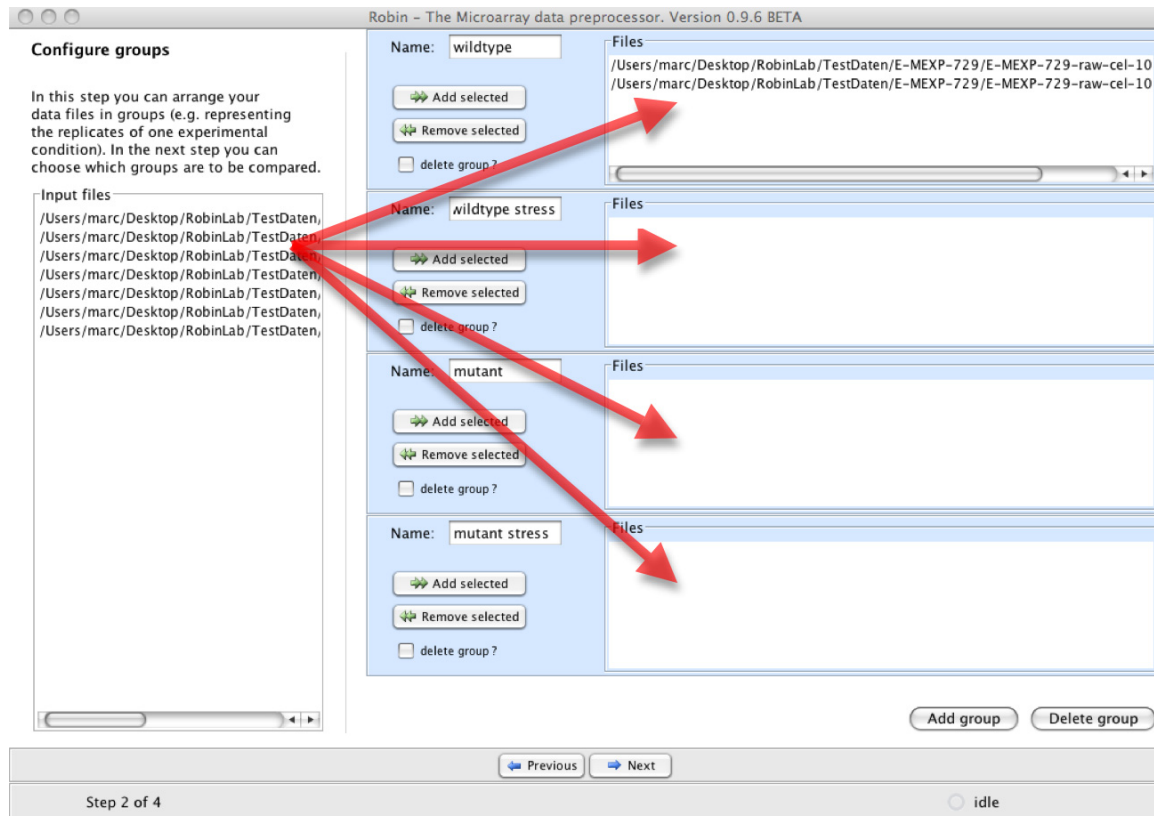 Robin – The Microarray data preprocessor. Version 0.9.6 BETA
Configure groups
In this step you can arrange your
data files in groups (e.g. representing
the replicates of one experimental
condition). In the next step you can
choose which groups are to be compared.
Input files
/Users/marc/Desktop/RobinLab/TestDaten/
/Users/marc/Desktop/RobinLab/TestDaten/
/Users/marc/Desktop/RobinLab/TestDaten/
/Users/marc/Desktop/RobinLab/TestDaten/
/Users/marc/Desktop/RobinLab/TestDaten/
/Users/marc/Desktop/RobinLab/TestDaten/
/Users/marc/Desktop/RobinLab/TestDaten/
Name: wildtype
Add selected
Remove selected
delete group?
Files
/Users/marc/Desktop/RobinLab/TestDaten/E-MEXP-729/E-MEXP-729-raw-cel-10
/Users/marc/Desktop/RobinLab/TestDaten/E-MEXP-729/E-MEXP-729-raw-cel-10
Name: wildtype stress
Add selected
Remove selected
delete group?
Files
Name: mutant
Add selected
Remove selected
delete group?
Files
Name: mutant stress
Add selected
Remove selected
delete group?
Files
Add group Delete group
Previous Next
Step 2 of 4
idle